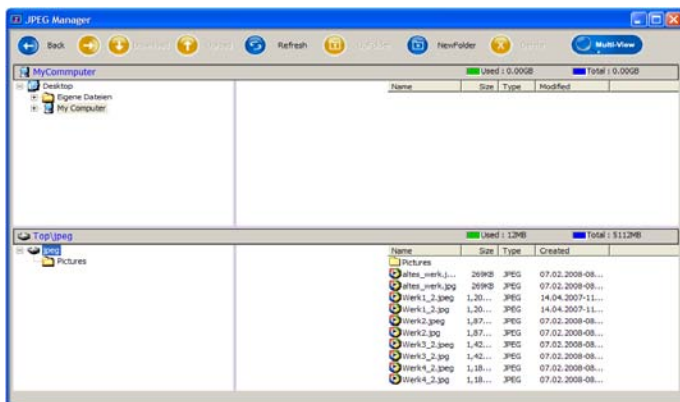 JPEG Manager
Back Download Upload Refresh NewFolder Multi-View
MyCommputer Used : 0.00GB Total : 0.00GB
Desktop
Eigene Dateien
My Computer
Name Size Type Modified
Top\jpeg Used : 12MB Total : 5112MB
jpeg
Pictures
Name Size Type Created
Pictures
altes_werk.j... 269KB JPEG 07.02.2008-08...
altes_werk.jpg 269KB JPEG 07.02.2008-08...
Werk1_2.jpeg 1,20... JPEG 14.04.2007-11...
Werk1_2.jpg 1,20... JPEG 14.04.2007-11...
Werk2.jpeg 1,87... JPEG 07.02.2008-08...
Werk2.jpg 1,87... JPEG 07.02.2008-08...
Werk3_2.jpeg 1,42... JPEG 07.02.2008-08...
Werk3_2.jpg 1,42... JPEG 07.02.2008-08...
Werk4_2.jpeg 1,18... JPEG 07.02.2008-08...
Werk4_2.jpg 1,18... JPEG 07.02.2008-08...